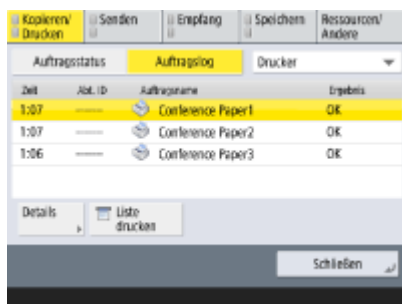 Kopieren/ Drucken
Senden
Empfang
Speichern
Ressourcen/ Andere
Auftragsstatus
Auftragslog
Drucker
Zeit Abt. ID Auftragsname Ergebnis
1:07 ------ Conference Paper1 OK
1:07 ------ Conference Paper2 OK
1:06 ------ Conference Paper3 OK
Details
Liste
drucken
Schließen